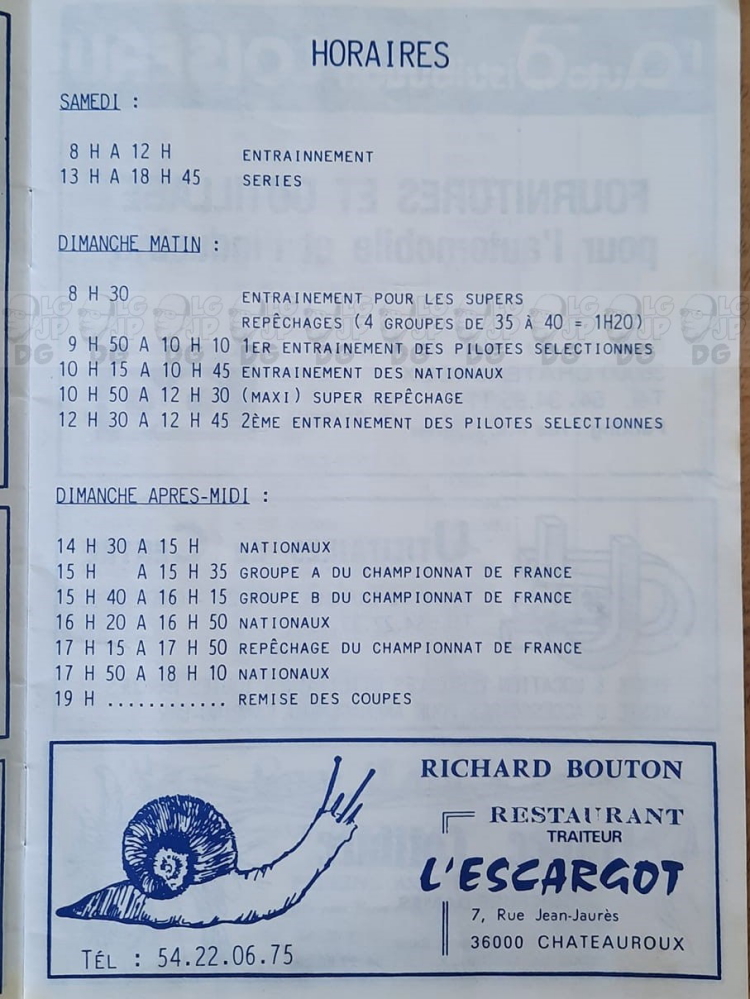 HORAIRES
SAMEDI :
8 H A 12 H ENTRAINNEMENT
13 H A 18 H 45 SERIES
DIMANCHE MATIN :
8 H 30 ENTRAINEMENT POUR LES SUPERS
REPÊCHAGES (4 GROUPES DE 35 À 40 = 1H20)
9 H 50 A 10 H 10 1ER ENTRAINEMENT DES PILOTES SELECTIONNES
10 H 15 A 10 H 45 ENTRAINEMENT DES NATIONAUX
10 H 50 A 12 H 30 (MAXI) SUPER REPÊCHAGE
12 H 30 A 12 H 45 2ÈME ENTRAINEMENT DES PILOTES SELECTIONNES
DIMANCHE APRES-MIDI :
14 H 30 A 15 H NATIONAUX
15 H A 15 H 35 GROUPE A DU CHAMPIONNAT DE FRANCE
15 H 40 A 16 H 15 GROUPE B DU CHAMPIONNAT DE FRANCE
16 H 20 A 16 H 50 NATIONAUX
17 H 15 A 17 H 50 REPÊCHAGE DU CHAMPIONNAT DE FRANCE
17 H 50 A 18 H 10 NATIONAUX
19 H ............ REMISE DES COUPES
RICHARD BOUTON
RESTAURANT
TRAITEUR
L'ESCARGOT
7, Rue Jean-Jaurès
36000 CHATEAUROUX
TÉL : 54.22.06.75